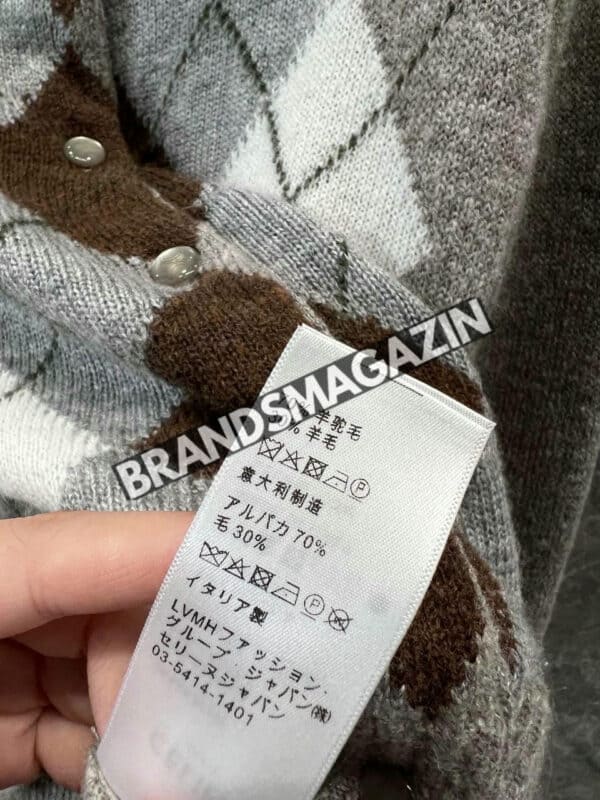 BRANDSMAGAZIN
羊驼毛
% 羊毛
意大利制造
アルパカ 70%
毛 30%
イタリア製
LVMHファッション・
グループ・ジャパン(株)
セリーヌジャパン
03-5414-1401